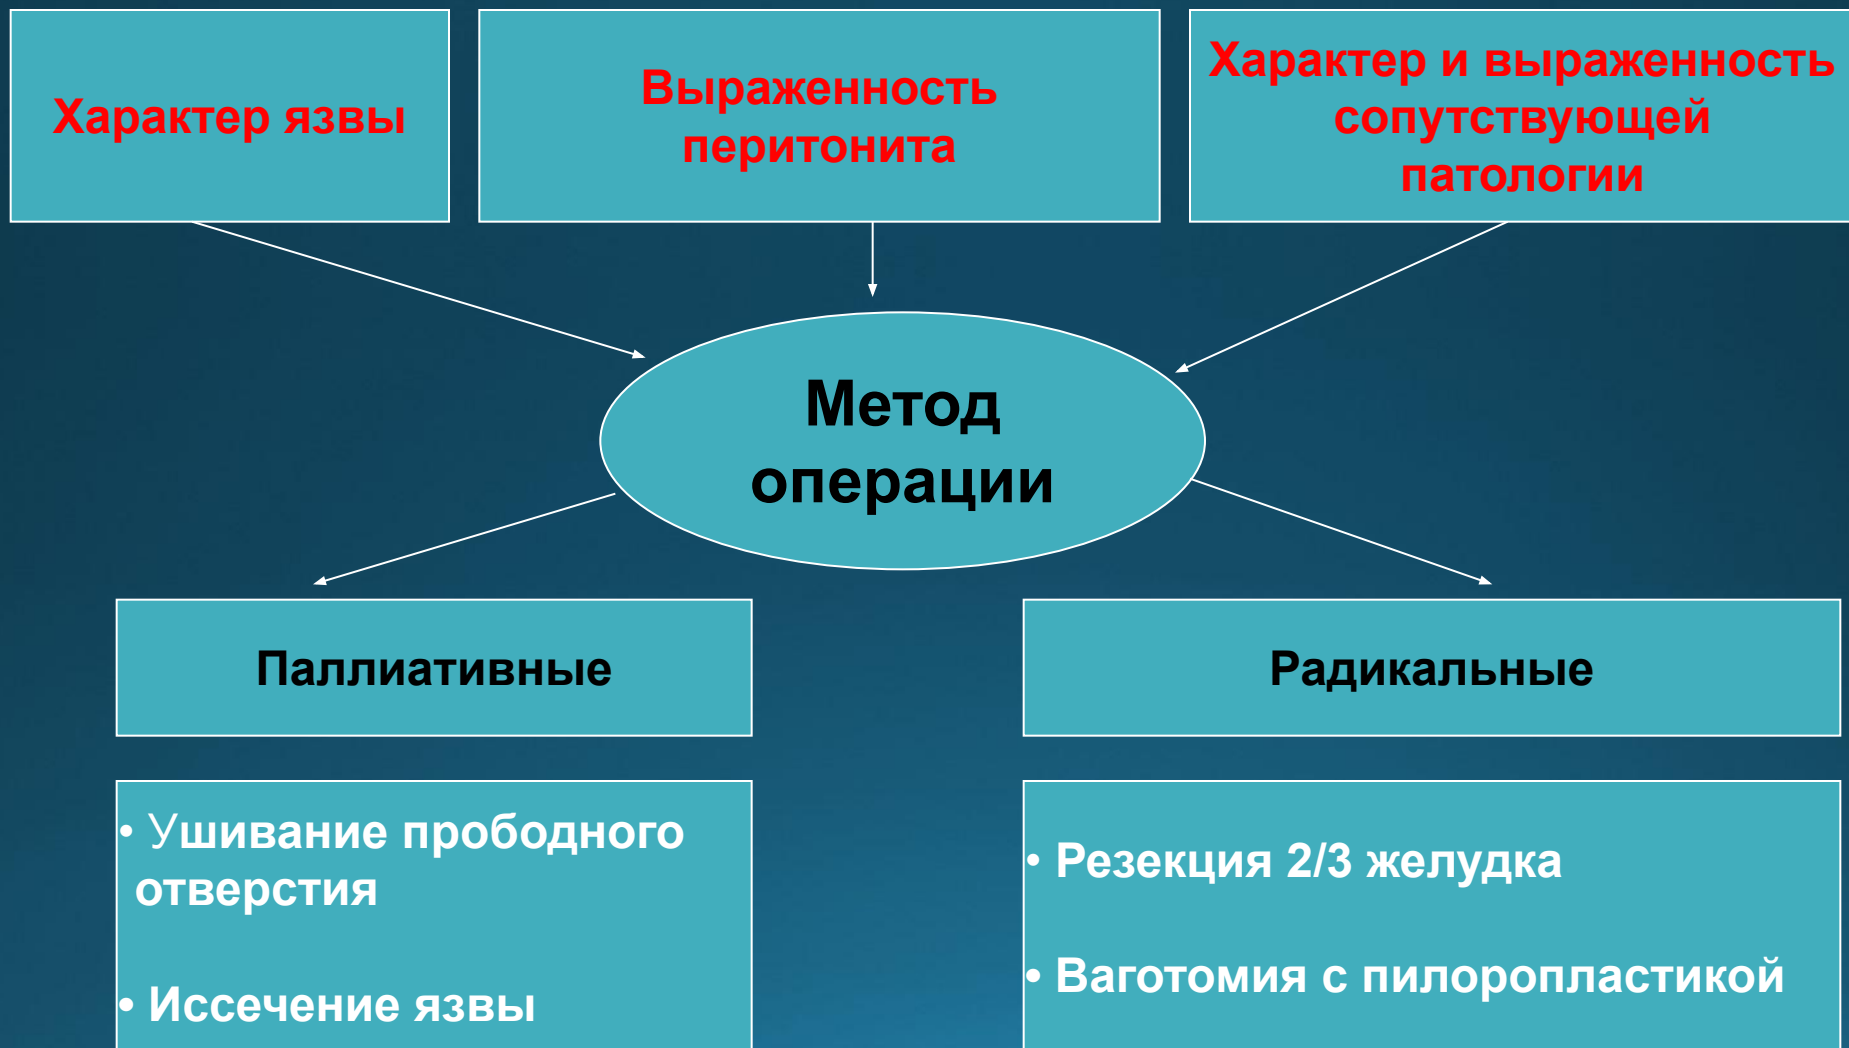 Характер язвы
Выраженность
перитонита
Характер и выраженность
сопутствующей
патологии
Метод
операции
Паллиативные
Радикальные
• Ушивание прободного
отверстия
• Иссечение язвы
• Резекция 2/3 желудка
• Ваготомия с пилоропластикой